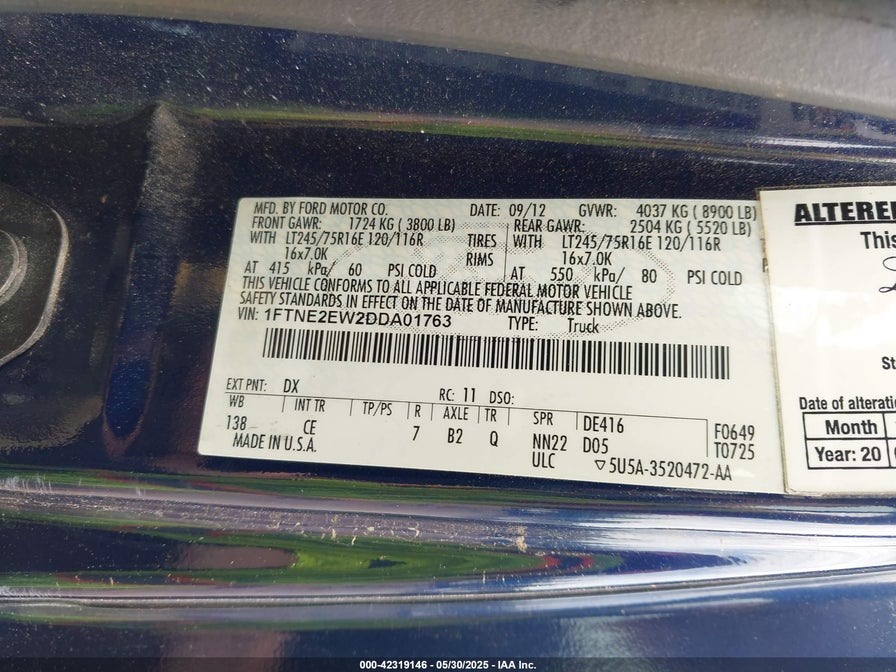 MFD. BY FORD MOTOR CO. DATE: 09/12 GVWR: 4037 KG ( 8900 LB)
FRONT GAWR: 1724 KG ( 3800 LB) REAR GAWR: 2504 KG ( 5520 LB)
WITH LT245/75R16E 120/116R TIRES WITH LT245/75R16E 120/116R
16x7.0K RIMS 16x7.0K
AT 415 kPa/ 60 PSI COLD AT 550 kPa/ 80 PSI COLD
THIS VEHICLE CONFORMS TO ALL APPLICABLE FEDERAL MOTOR VEHICLE
SAFETY STANDARDS IN EFFECT ON THE DATE OF MANUFACTURE SHOWN ABOVE.
VIN: 1FTNE2EW2DDA01763 TYPE: Truck
EXT PNT: DX RC: 11 DSO:
WB INT TR TP/PS R AXLE TR SPR DE416 F0649
138 CE 7 B2 Q NN22 D05 T0725
MADE IN U.S.A. ULC ▽5U5A-3520472-AA
ALTERED
This
Date of alteration
Month
Year: 20
000-42319146 - 05/30/2025 - IAA Inc.